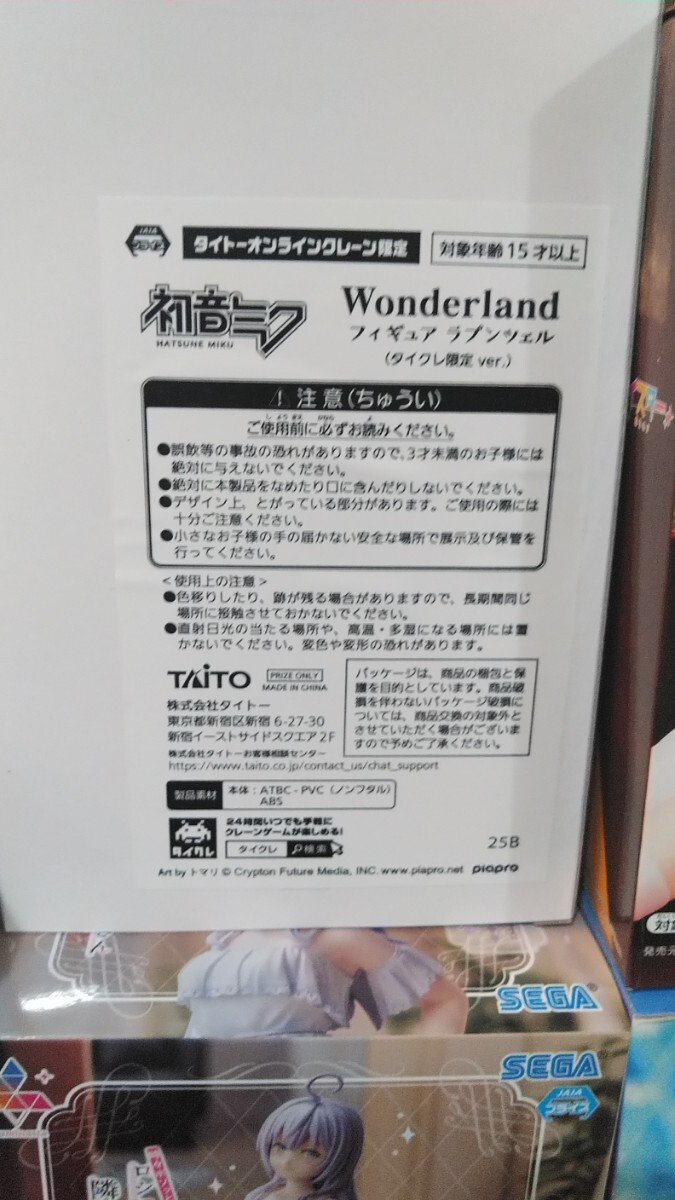 JAIA
プライズ
タイトーオンラインクレーン限定
対象年齢15才以上
初音ミク
HATSUNE MIKU
Wonderland
フィギュア ラプンツェル
(タイクレ限定 ver.)
⚠注意(ちゅうい)
ご使用前に必ずお読みください。
●誤飲等の事故の恐れがありますので、3才未満のお子様には
絶対に与えないでください。
●絶対に本製品をなめたり口に含んだりしないでください。
●デザイン上、とがっている部分があります。ご使用の際には
十分ご注意ください。
●小さなお子様の手の届かない安全な場所で展示及び保管を
行ってください。
<使用上の注意>
●色移りしたり、跡が残る場合がありますので、長期間同じ
場所に接触させておかないでください。
●直射日光の当たる場所や、高温・多湿になる場所には置
かないでください。変色や変形の恐れがあります。
TAITO
PRIZE ONLY
MADE IN CHINA
株式会社タイトー
東京都新宿区新宿 6-27-30
新宿イーストサイドスクエア 2F
株式会社タイトーお客様相談センター
https://www.taito.co.jp/contact_us/chat_support
パッケージは、商品の梱包と保
護を目的としています。商品破
損を伴わないパッケージ破損に
ついては、商品交換の対象外と
させていただく場合がございま
すので予めご了承ください。
製品素材
本体:ATBC-PVC(ノンフタル)
ABS
タイクレ
24時間いつでも手軽に
クレーンゲームが楽しめる!
タイクレ 検索
25B
Art by トマリ © Crypton Future Media, INC. www.piapro.net piapro
SEGA
SEGA
JAIA
プライズ
対
発売元